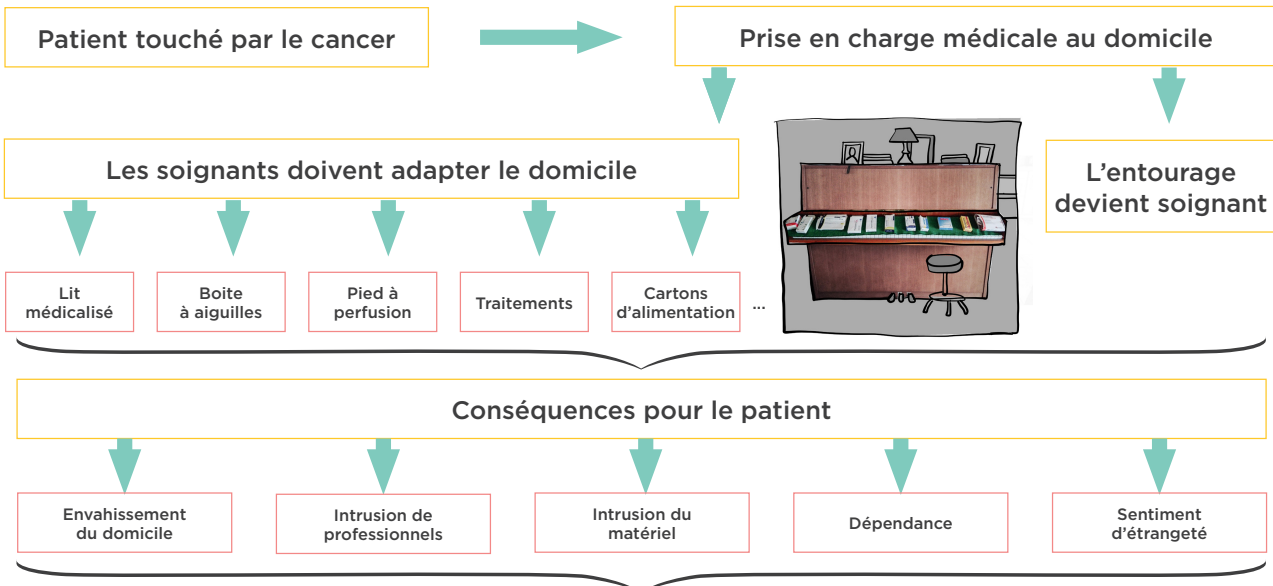 Patient touché par le cancer
Prise en charge médicale au domicile
Les soignants doivent adapter le domicile
L'entourage
devient soignant
Lit
médicalisé
Boite
à aiguilles
Pied à
perfusion
Traitements
Cartons
d'alimentation
...
Conséquences pour le patient
Envahissement
du domicile
Intrusion de
professionnels
Intrusion du
matériel
Dépendance
Sentiment
d'étrangeté